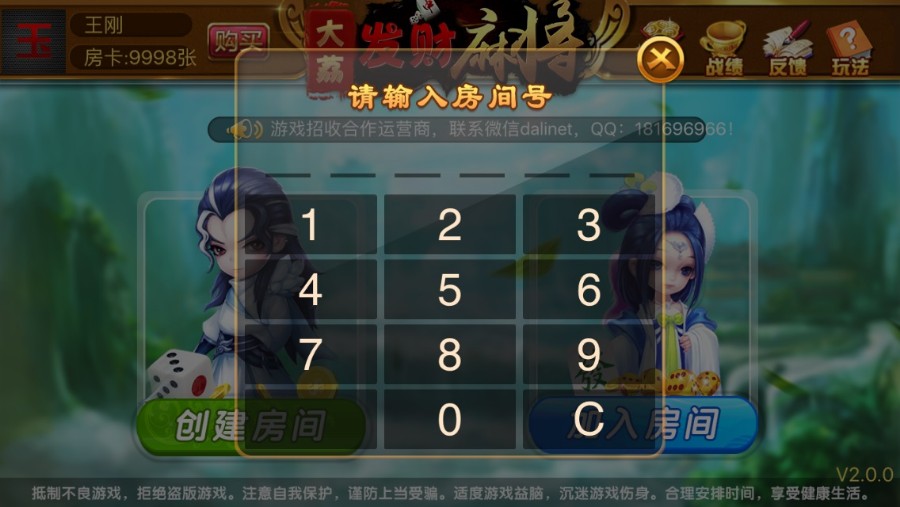 玉
王刚
房卡:9998张
购买
大荔
发财麻将
战绩
反馈
玩法
请输入房间号
游戏招收合作运营商，联系微信dalinet，QQ：181696966！
1 2 3
4 5 6
7 8 9
0 C
创建房间
加入房间
V2.0.0
抵制不良游戏，拒绝盗版游戏。注意自我保护，谨防上当受骗。适度游戏益脑，沉迷游戏伤身。合理安排时间，享受健康生活。